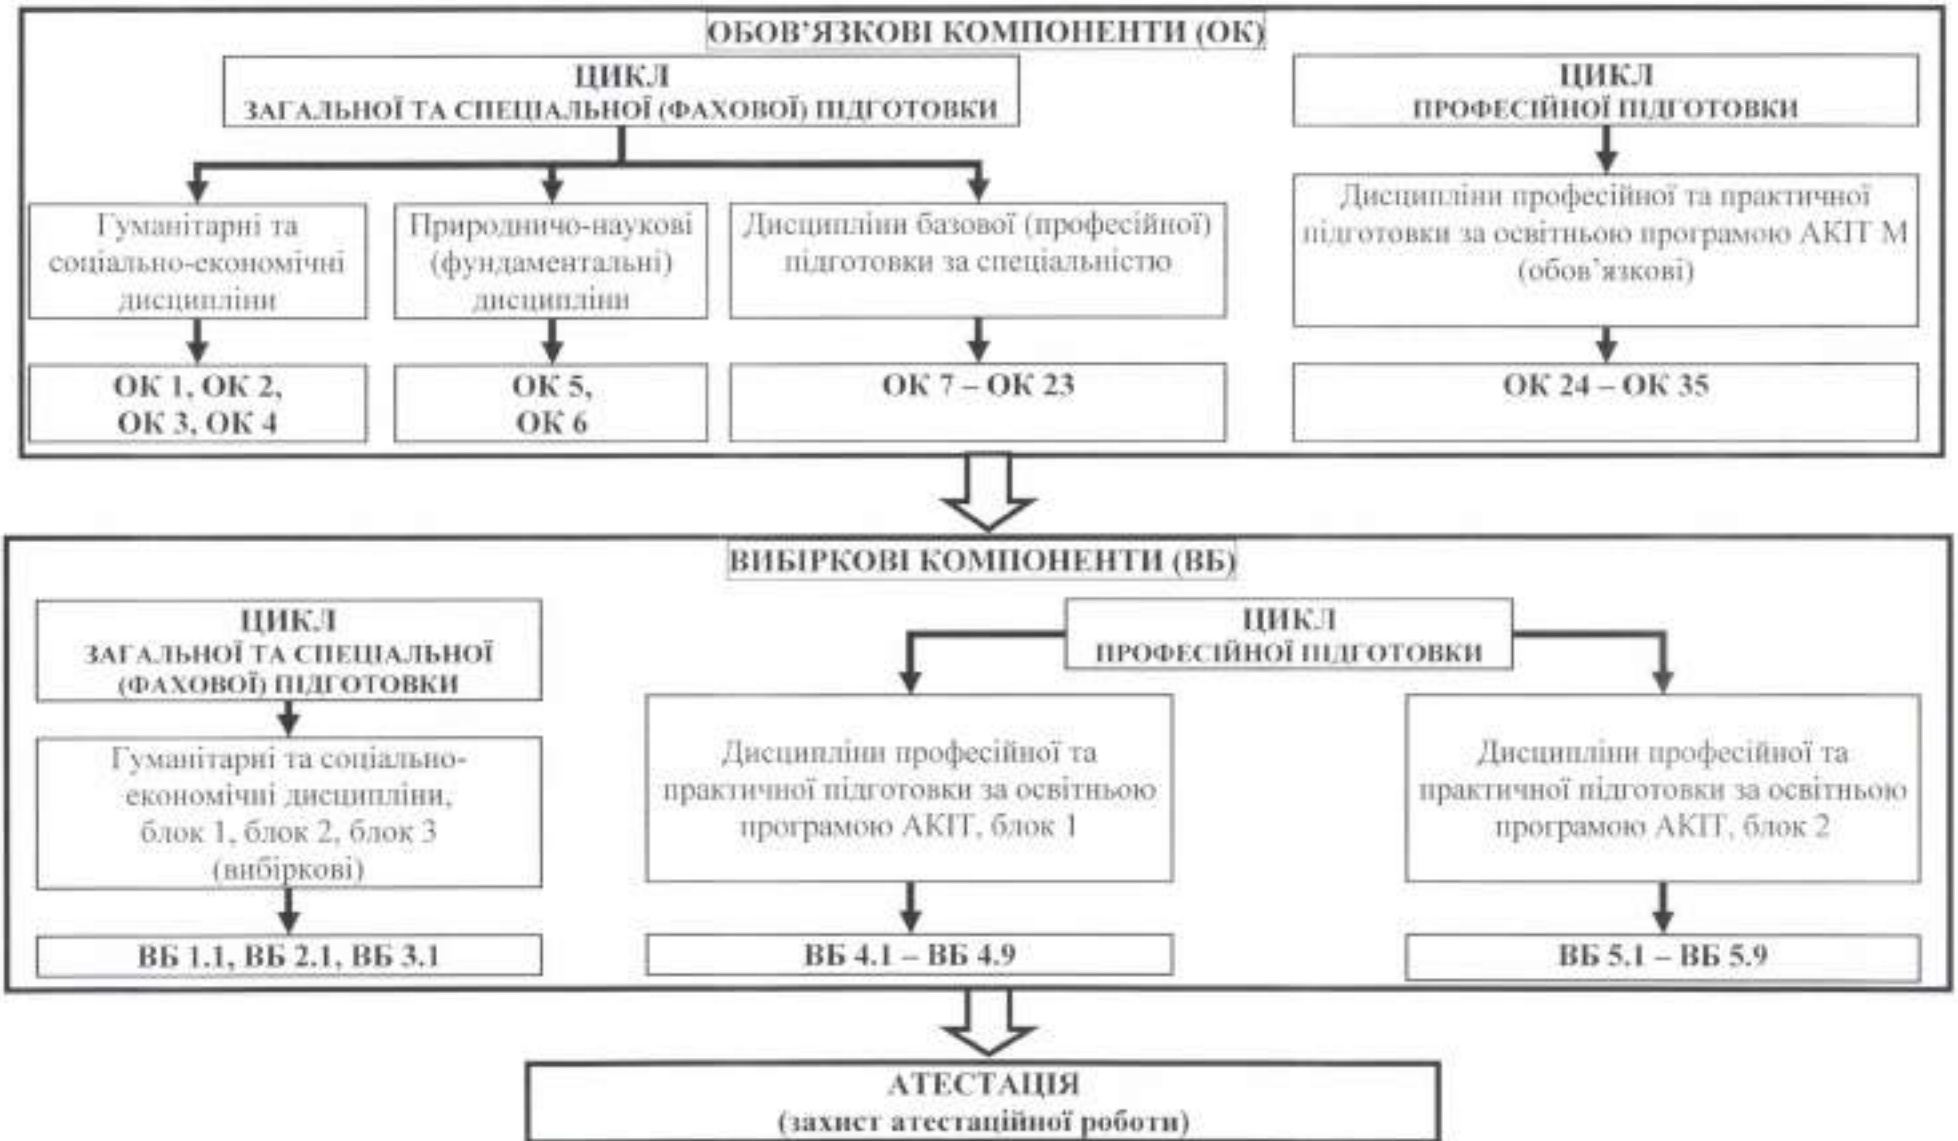 ОБОВ'ЯЗКОВІ КОМПОНЕНТИ (ОК)
ЦИКЛ
ЗАГАЛЬНОЇ ТА СПЕЦІАЛЬНОЇ (ФАХОВОЇ) ПІДГОТОВКИ
Гуманітарні та
соціально-економічні
дисципліни
ОК 1, ОК 2,
ОК 3, ОК 4
Природничо-наукові
(фундаментальні)
дисципліни
ОК 5,
ОК 6
Дисципліни базової (професійної)
підготовки за спеціальністю
ОК 7 – ОК 23
ЦИКЛ
ПРОФЕСІЙНОЇ ПІДГОТОВКИ
Дисципліни професійної та практичної
підготовки за освітньою програмою АКІТ М
(обов'язкові)
ОК 24 – ОК 35
ВИБІРКОВІ КОМПОНЕНТИ (ВБ)
ЦИКЛ
ЗАГАЛЬНОЇ ТА СПЕЦІАЛЬНОЇ
(ФАХОВОЇ) ПІДГОТОВКИ
Гуманітарні та соціально-
економічні дисципліни,
блок 1, блок 2, блок 3
(вибіркові)
ВБ 1.1, ВБ 2.1, ВБ 3.1
ЦИКЛ
ПРОФЕСІЙНОЇ ПІДГОТОВКИ
Дисципліни професійної та
практичної підготовки за освітньою
програмою АКІТ, блок 1
ВБ 4.1 – ВБ 4.9
Дисципліни професійної та
практичної підготовки за освітньою
програмою АКІТ, блок 2
ВБ 5.1 – ВБ 5.9
АТЕСТАЦІЯ
(захист атестаційної роботи)